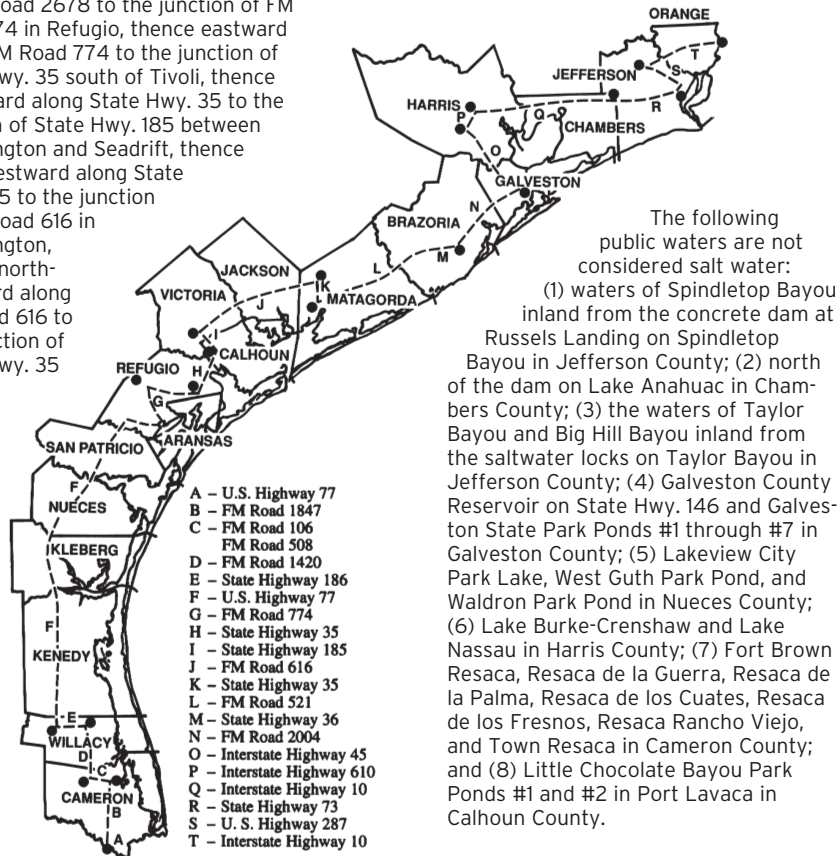 oad 2678 to the junction of FM
74 in Refugio, thence eastward
M Road 774 to the junction of
wy. 35 south of Tivoli, thence
ard along State Hwy. 35 to the
n of State Hwy. 185 between
ngton and Seadrift, thence
estward along State
5 to the junction
oad 616 in
ngton,
north-
rd along
d 616 to
ction of
wy. 35
ORANGE
T
JEFFERSON
S
HARRIS
R
P
Q
CHAMBERS
O
GALVESTON
N
BRAZORIA
M
L
JACKSON
K
MATAGORDA
J
VICTORIA
I
CALHOUN
REFUGIO
H
G
ARANSAS
SAN PATRICIO
F
NUECES
KLEBERG
F
KENEDY
E
WILLACY
D
C
CAMERON
B
A
A – U.S. Highway 77
B – FM Road 1847
C – FM Road 106
FM Road 508
D – FM Road 1420
E – State Highway 186
F – U.S. Highway 77
G – FM Road 774
H – State Highway 35
I – State Highway 185
J – FM Road 616
K – State Highway 35
L – FM Road 521
M – State Highway 36
N – FM Road 2004
O – Interstate Highway 45
P – Interstate Highway 610
Q – Interstate Highway 10
R – State Highway 73
S – U. S. Highway 287
T – Interstate Highway 10
The following
public waters are not
considered salt water:
(1) waters of Spindletop Bayou
inland from the concrete dam at
Russels Landing on Spindletop
Bayou in Jefferson County; (2) north
of the dam on Lake Anahuac in Cham-
bers County; (3) the waters of Taylor
Bayou and Big Hill Bayou inland from
the saltwater locks on Taylor Bayou in
Jefferson County; (4) Galveston County
Reservoir on State Hwy. 146 and Galves-
ton State Park Ponds #1 through #7 in
Galveston County; (5) Lakeview City
Park Lake, West Guth Park Pond, and
Waldron Park Pond in Nueces County;
(6) Lake Burke-Crenshaw and Lake
Nassau in Harris County; (7) Fort Brown
Resaca, Resaca de la Guerra, Resaca de
la Palma, Resaca de los Cuates, Resaca
de los Fresnos, Resaca Rancho Viejo,
and Town Resaca in Cameron County;
and (8) Little Chocolate Bayou Park
Ponds #1 and #2 in Port Lavaca in
Calhoun County.